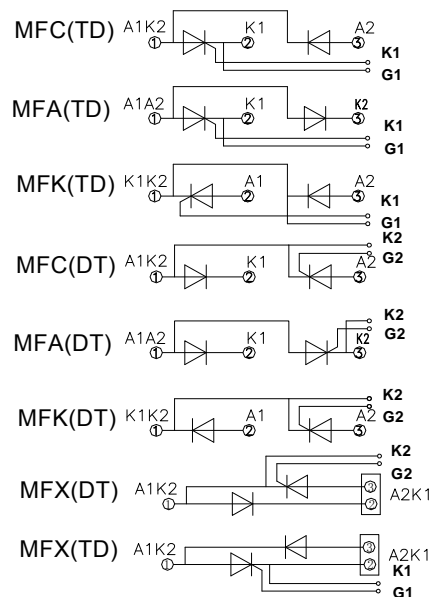 MFC(TD) A1K2 K1 A2
1 2 3
K1
G1
MFA(TD) A1A2 K1 K2
1 2 3
K1
G1
MFK(TD) K1K2 A1 A2
1 2 3
K1
G1
K2
G2
MFC(DT) A1K2 K1 A2
1 2 3
K2
G2
MFA(DT) A1A2 K1 K2
1 2 3
K2
G2
MFK(DT) K1K2 A1 A2
1 2 3
K2
G2
MFX(DT) A1K2 3 A2K1
1 2
MFX(TD) A1K2 3 A2K1
1 2
K1
G1